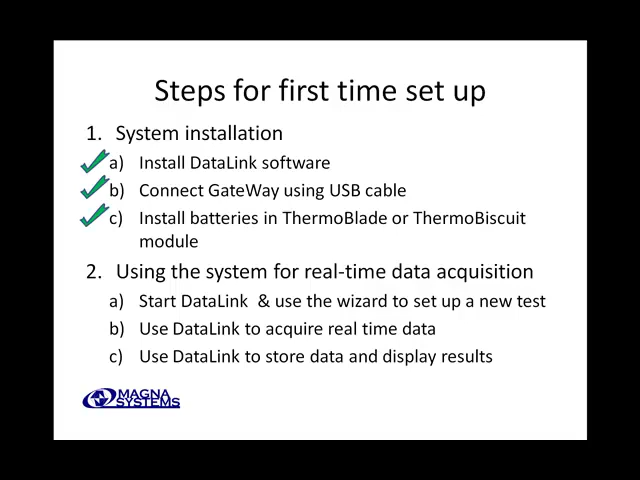 Steps for first time set up
1. System installation
a) Install DataLink software
b) Connect GateWay using USB cable
c) Install batteries in ThermoBlade or ThermoBiscuit
module
2. Using the system for real-time data acquisition
a) Start DataLink & use the wizard to set up a new test
b) Use DataLink to acquire real time data
c) Use DataLink to store data and display results
MAGNA
SYSTEMS